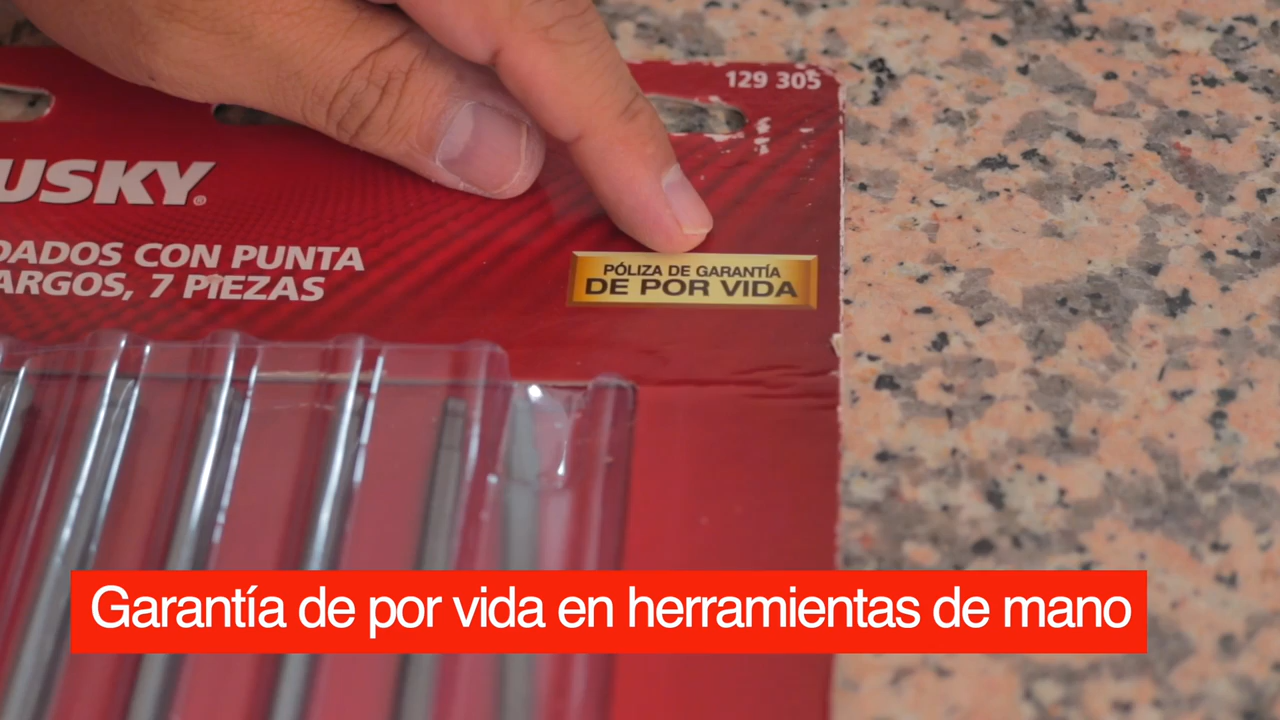 129 305
USKY®
DADOS CON PUNTA
ARGOS, 7 PIEZAS
PÓLIZA DE GARANTÍA
DE POR VIDA
Garantía de por vida en herramientas de mano